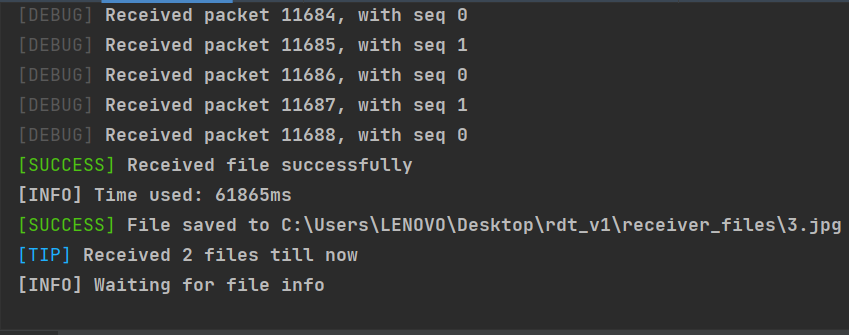 [DEBUG] Received packet 11684, with seq 0
[DEBUG] Received packet 11685, with seq 1
[DEBUG] Received packet 11686, with seq 0
[DEBUG] Received packet 11687, with seq 1
[DEBUG] Received packet 11688, with seq 0
[SUCCESS] Received file successfully
[INFO] Time used: 61865ms
[SUCCESS] File saved to C:\Users\LENOVO\Desktop\rdt_v1\receiver_files\3.jpg
[TIP] Received 2 files till now
[INFO] Waiting for file info